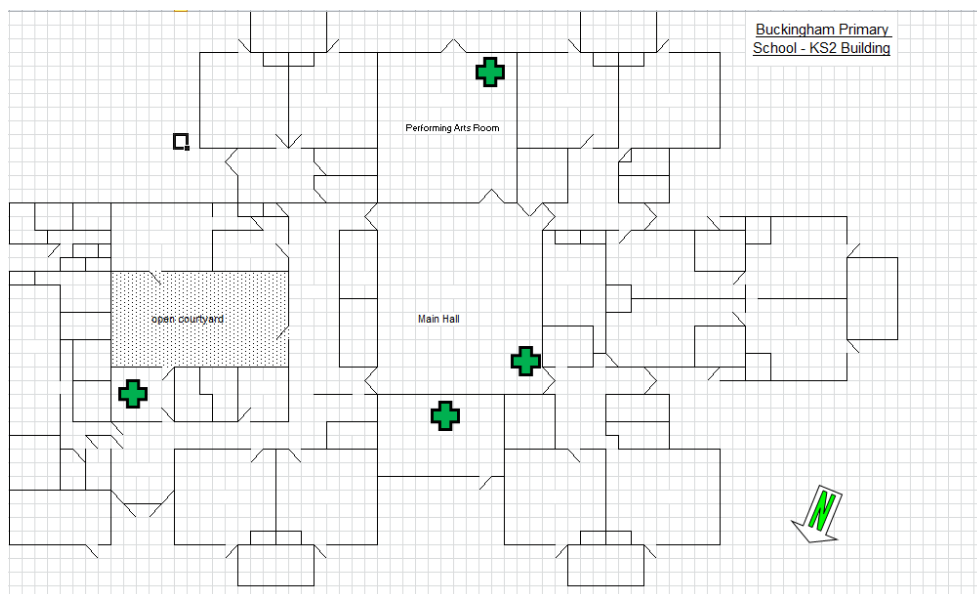 Buckingham Primary
School - KS2 Building
Performing Arts Room
open courtyard
Main Hall
N